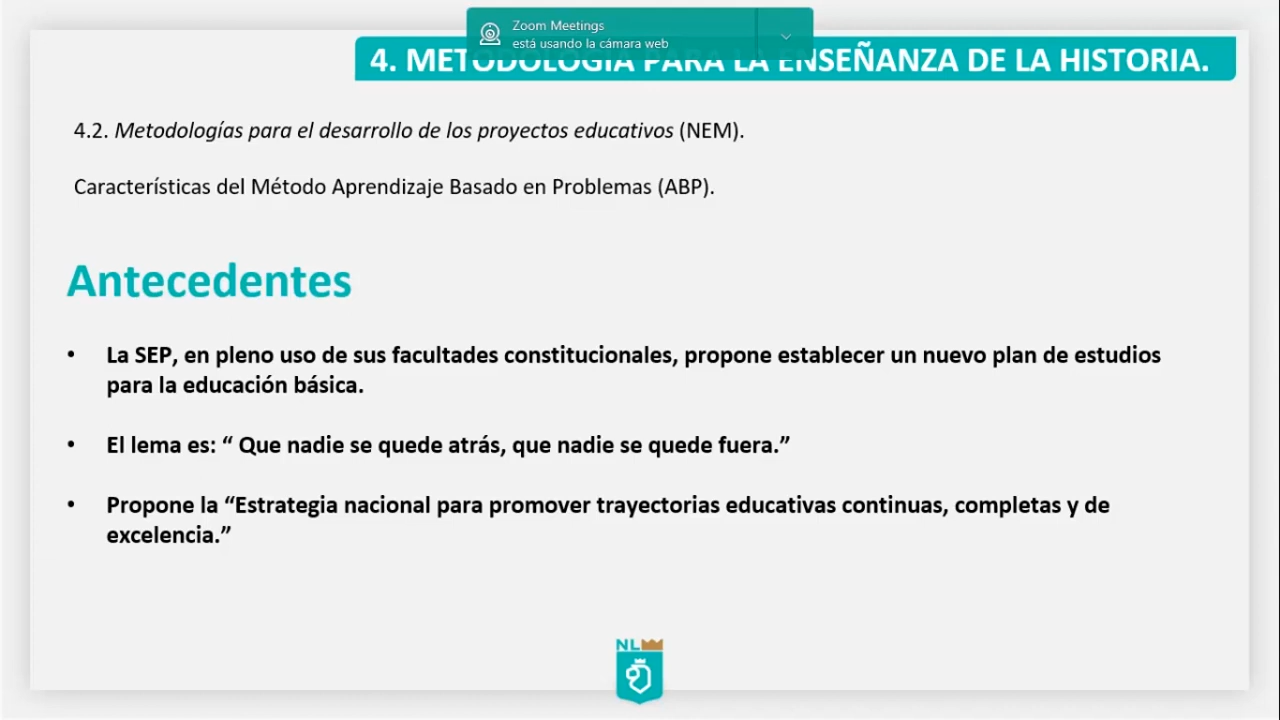 Zoom Meetings
está usando la cámara web
4. METODOLOGÍA PARA LA ENSEÑANZA DE LA HISTORIA.
4.2. Metodologías para el desarrollo de los proyectos educativos (NEM).
Características del Método Aprendizaje Basado en Problemas (ABP).
Antecedentes
• La SEP, en pleno uso de sus facultades constitucionales, propone establecer un nuevo plan de estudios
para la educación básica.
• El lema es: “ Que nadie se quede atrás, que nadie se quede fuera.”
• Propone la “Estrategia nacional para promover trayectorias educativas continuas, completas y de
excelencia.”
NL